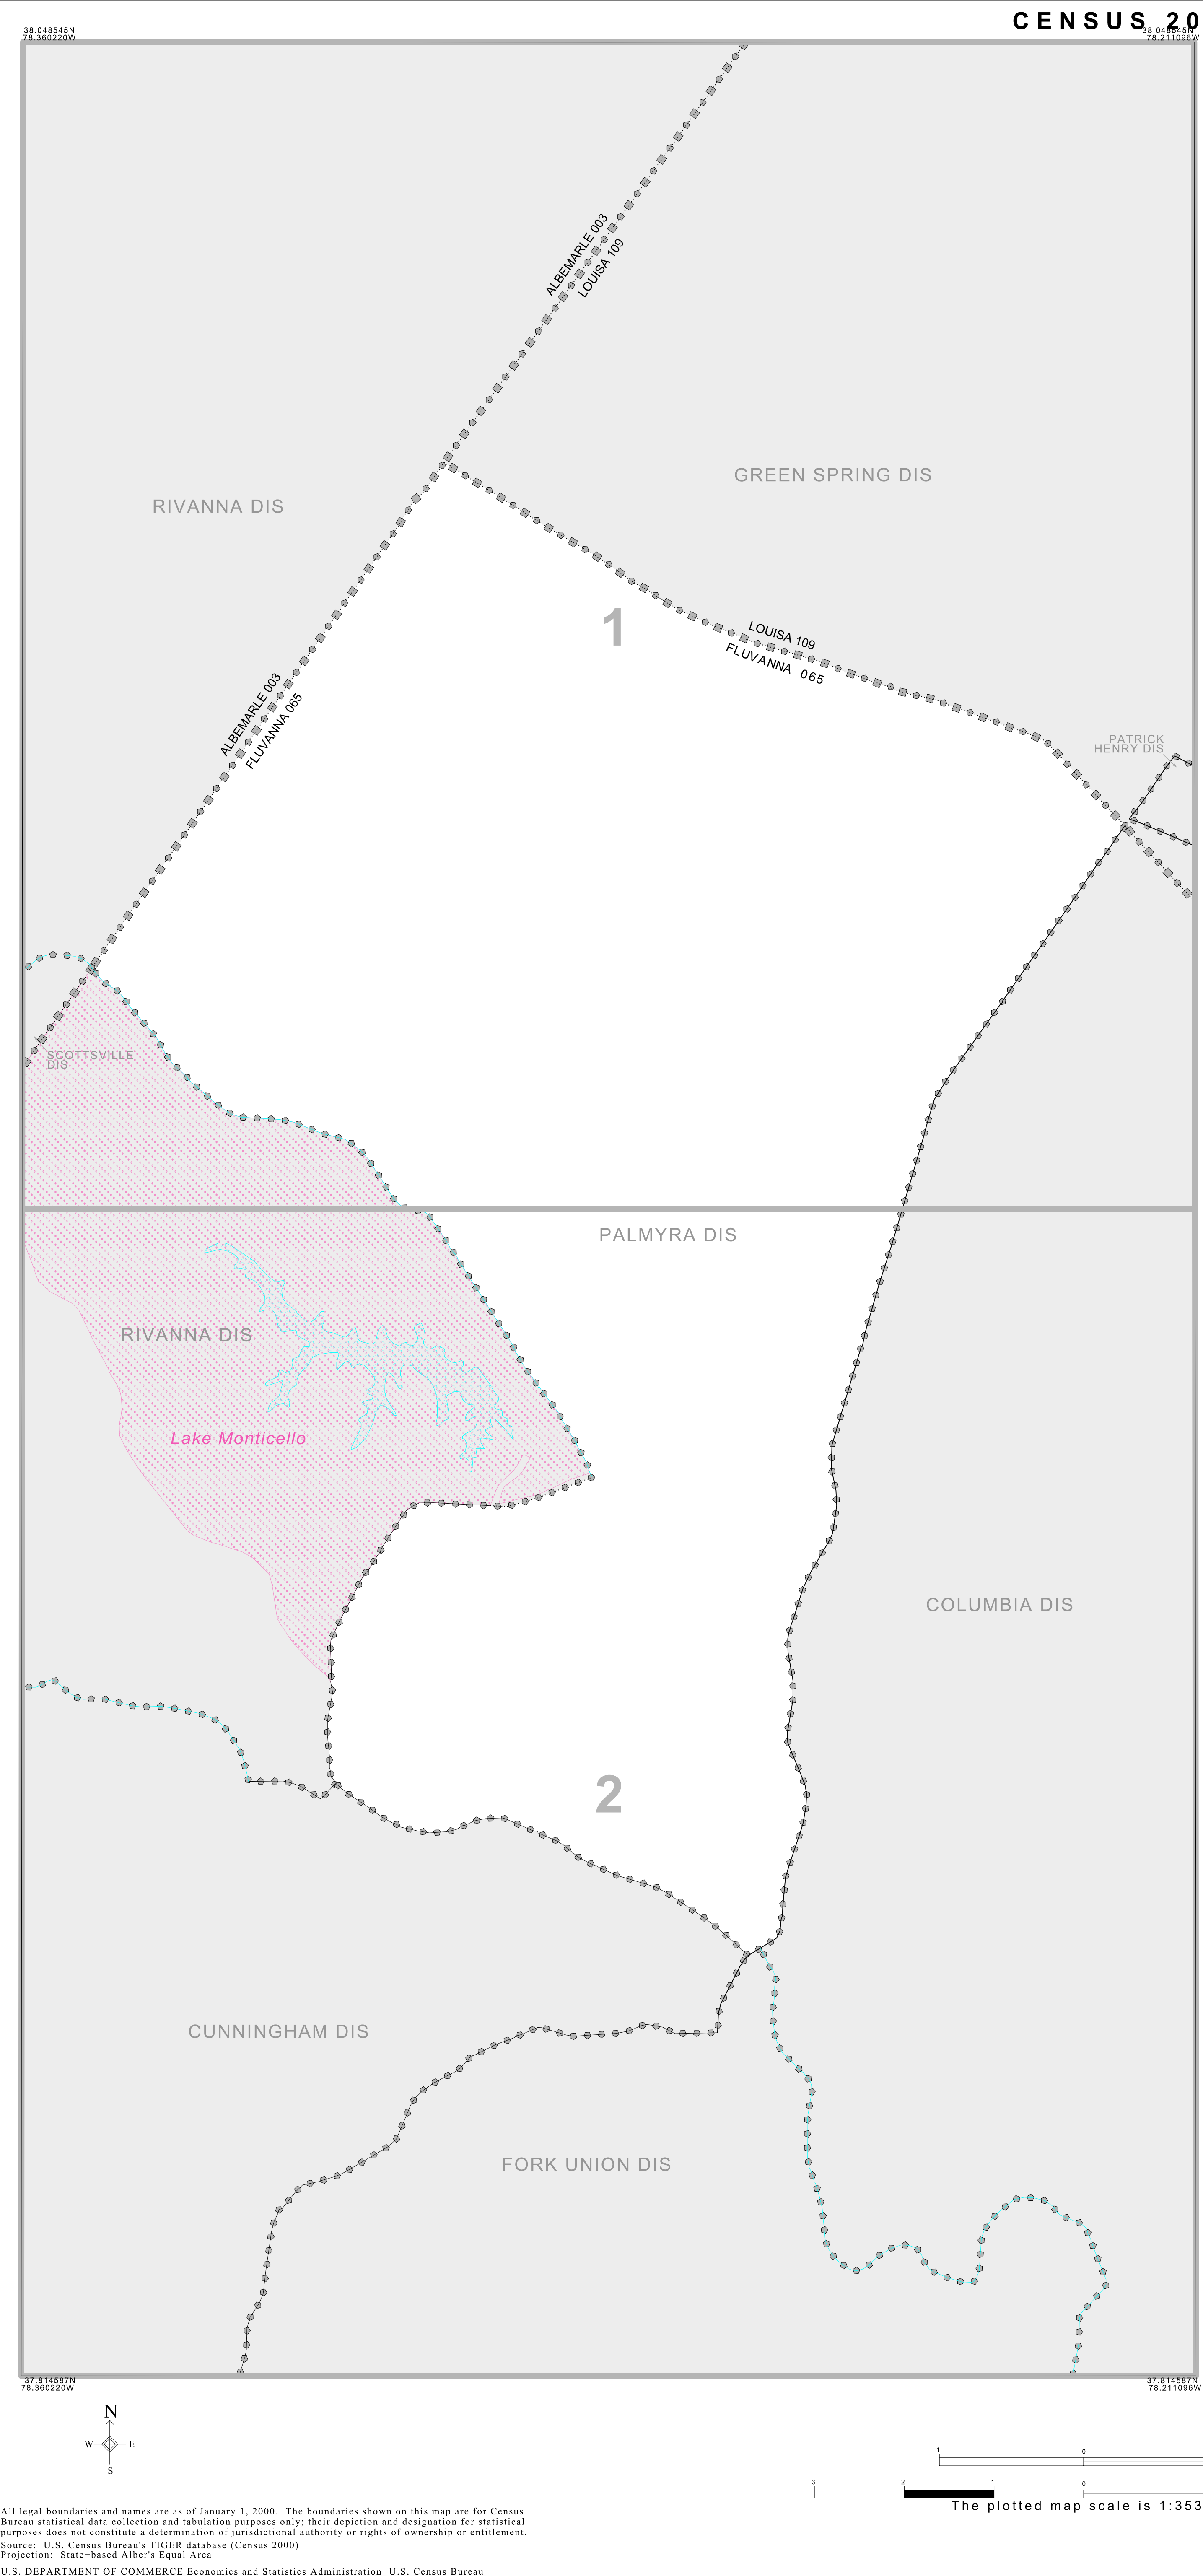 CENSUS 20
38.048545N
78.360220W
38.048545N
78.211096W
ALBEMARLE 003
LOUISA 109
GREEN SPRING DIS
RIVANNA DIS
1
LOUISA 109
FLUVANNA 065
ALBEMARLE 003
FLUVANNA 065
PATRICK
HENRY DIS
SCOTTSVILLE
DIS
PALMYRA DIS
RIVANNA DIS
Lake Monticello
COLUMBIA DIS
2
CUNNINGHAM DIS
FORK UNION DIS
37.814587N
78.360220W
37.814587N
78.211096W
N
W E
S
1 0
3 2 1 0
The plotted map scale is 1:353
All legal boundaries and names are as of January 1, 2000. The boundaries shown on this map are for Census
Bureau statistical data collection and tabulation purposes only; their depiction and designation for statistical
purposes does not constitute a determination of jurisdictional authority or rights of ownership or entitlement.
Source: U.S. Census Bureau's TIGER database (Census 2000)
Projection: State−based Alber's Equal Area
U.S. DEPARTMENT OF COMMERCE Economics and Statistics Administration U.S. Census Bureau